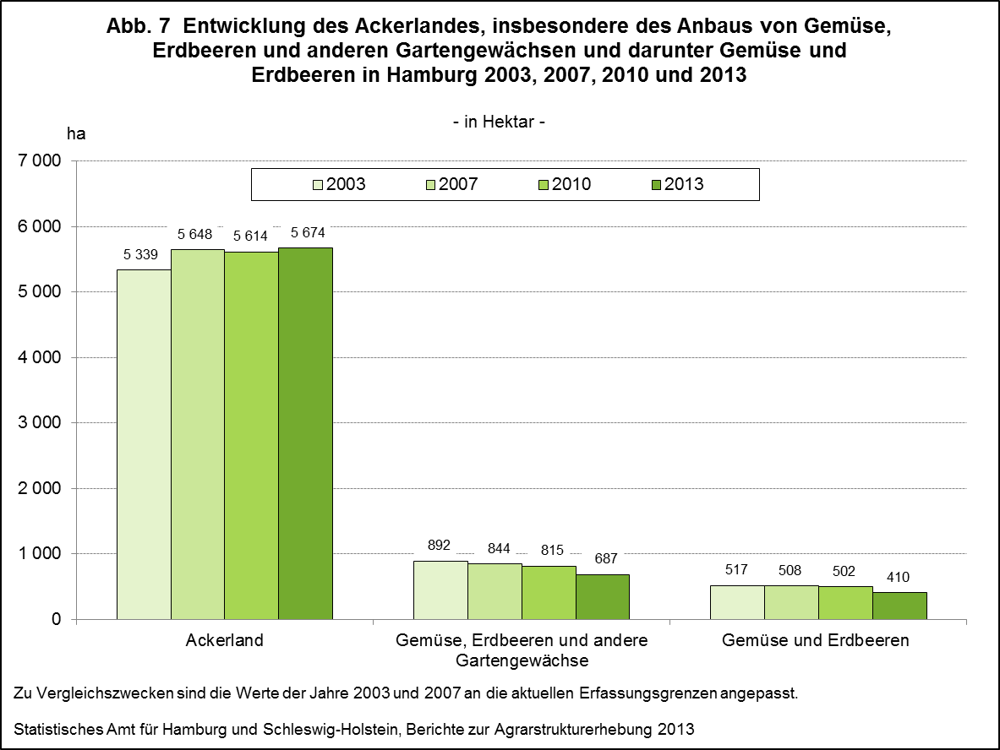 Abb. 7  Entwicklung des Ackerlandes, insbesondere des Anbaus von Gemüse,
Erdbeeren und anderen Gartengewächsen und darunter Gemüse und
Erdbeeren in Hamburg 2003, 2007, 2010 und 2013
- in Hektar -
ha
7 000
2003 2007 2010 2013
6 000
5 339 5 648 5 614 5 674
5 000
4 000
3 000
2 000
1 000
892 844 815 687
517 508 502 410
0
Ackerland
Gemüse, Erdbeeren und andere
Gartengewächse
Gemüse und Erdbeeren
Zu Vergleichszwecken sind die Werte der Jahre 2003 und 2007 an die aktuellen Erfassungsgrenzen angepasst.
Statistisches Amt für Hamburg und Schleswig-Holstein, Berichte zur Agrarstrukturerhebung 2013